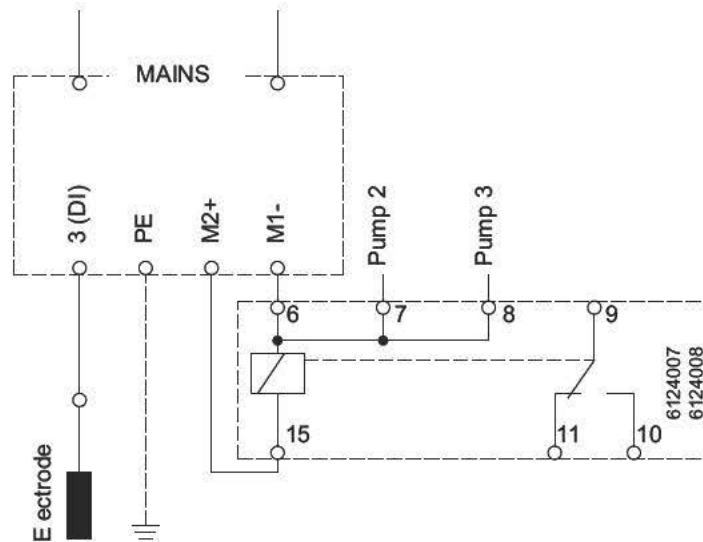 MAINS
3 (DI)
PE
M2+
M1-
Pump 2
Pump 3
6
7
8
9
15
11
10
6124007
6124008
E ectrode